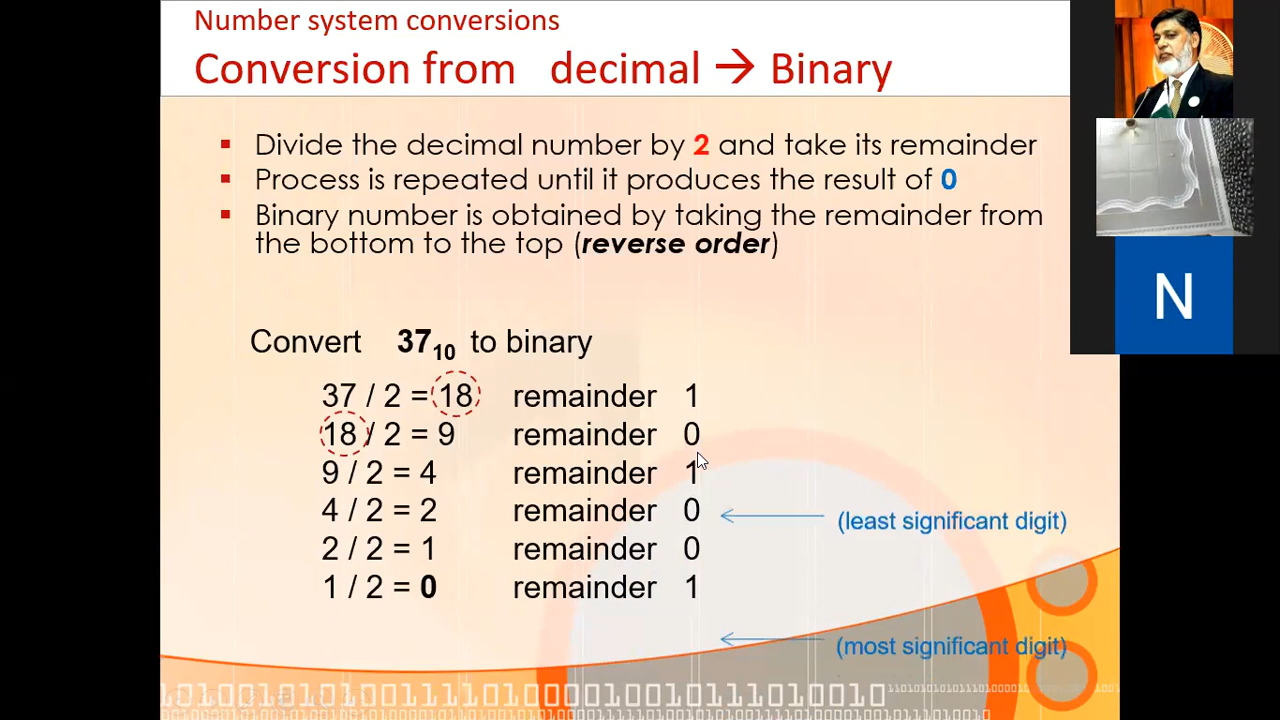 Number system conversions
Conversion from decimal → Binary
▪ Divide the decimal number by 2 and take its remainder
▪ Process is repeated until it produces the result of 0
▪ Binary number is obtained by taking the remainder from
the bottom to the top (reverse order)
N
Convert 37₁₀ to binary
37 / 2 = 18 remainder 1
18 / 2 = 9 remainder 0
9 / 2 = 4 remainder 1
4 / 2 = 2 remainder 0
(least significant digit)
2 / 2 = 1 remainder 0
1 / 2 = 0 remainder 1
(most significant digit)